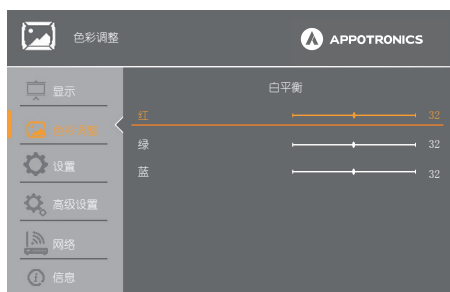 色彩调整
APPOTRONICS
显示
设置
高级设置
网络
信息
白平衡
红 32
绿 32
蓝 32